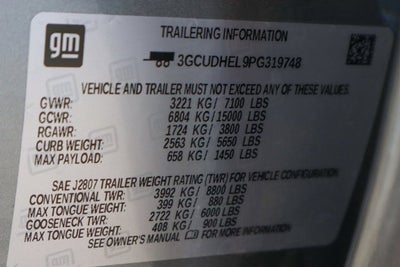 gm
TRAILERING INFORMATION
3GCUDHEL9PG319748
VEHICLE AND TRAILER MUST NOT EXCEED ANY OF THESE VALUES:
GVWR: 3221 KG / 7100 LBS
GCWR: 6804 KG / 15000 LBS
RGAWR: 1724 KG / 3800 LBS
CURB WEIGHT: 2563 KG / 5650 LBS
MAX PAYLOAD: 658 KG / 1450 LBS
SAE J2807 TRAILER WEIGHT RATING (TWR) FOR VEHICLE CONFIGURATION
CONVENTIONAL TWR: 3992 KG / 8800 LBS
MAX TONGUE WEIGHT: 399 KG / 880 LBS
GOOSENECK TWR: 2722 KG / 6000 LBS
MAX TONGUE WEIGHT: 408 KG / 900 LBS
SEE OWNER'S MANUAL FOR MORE INFORMATION